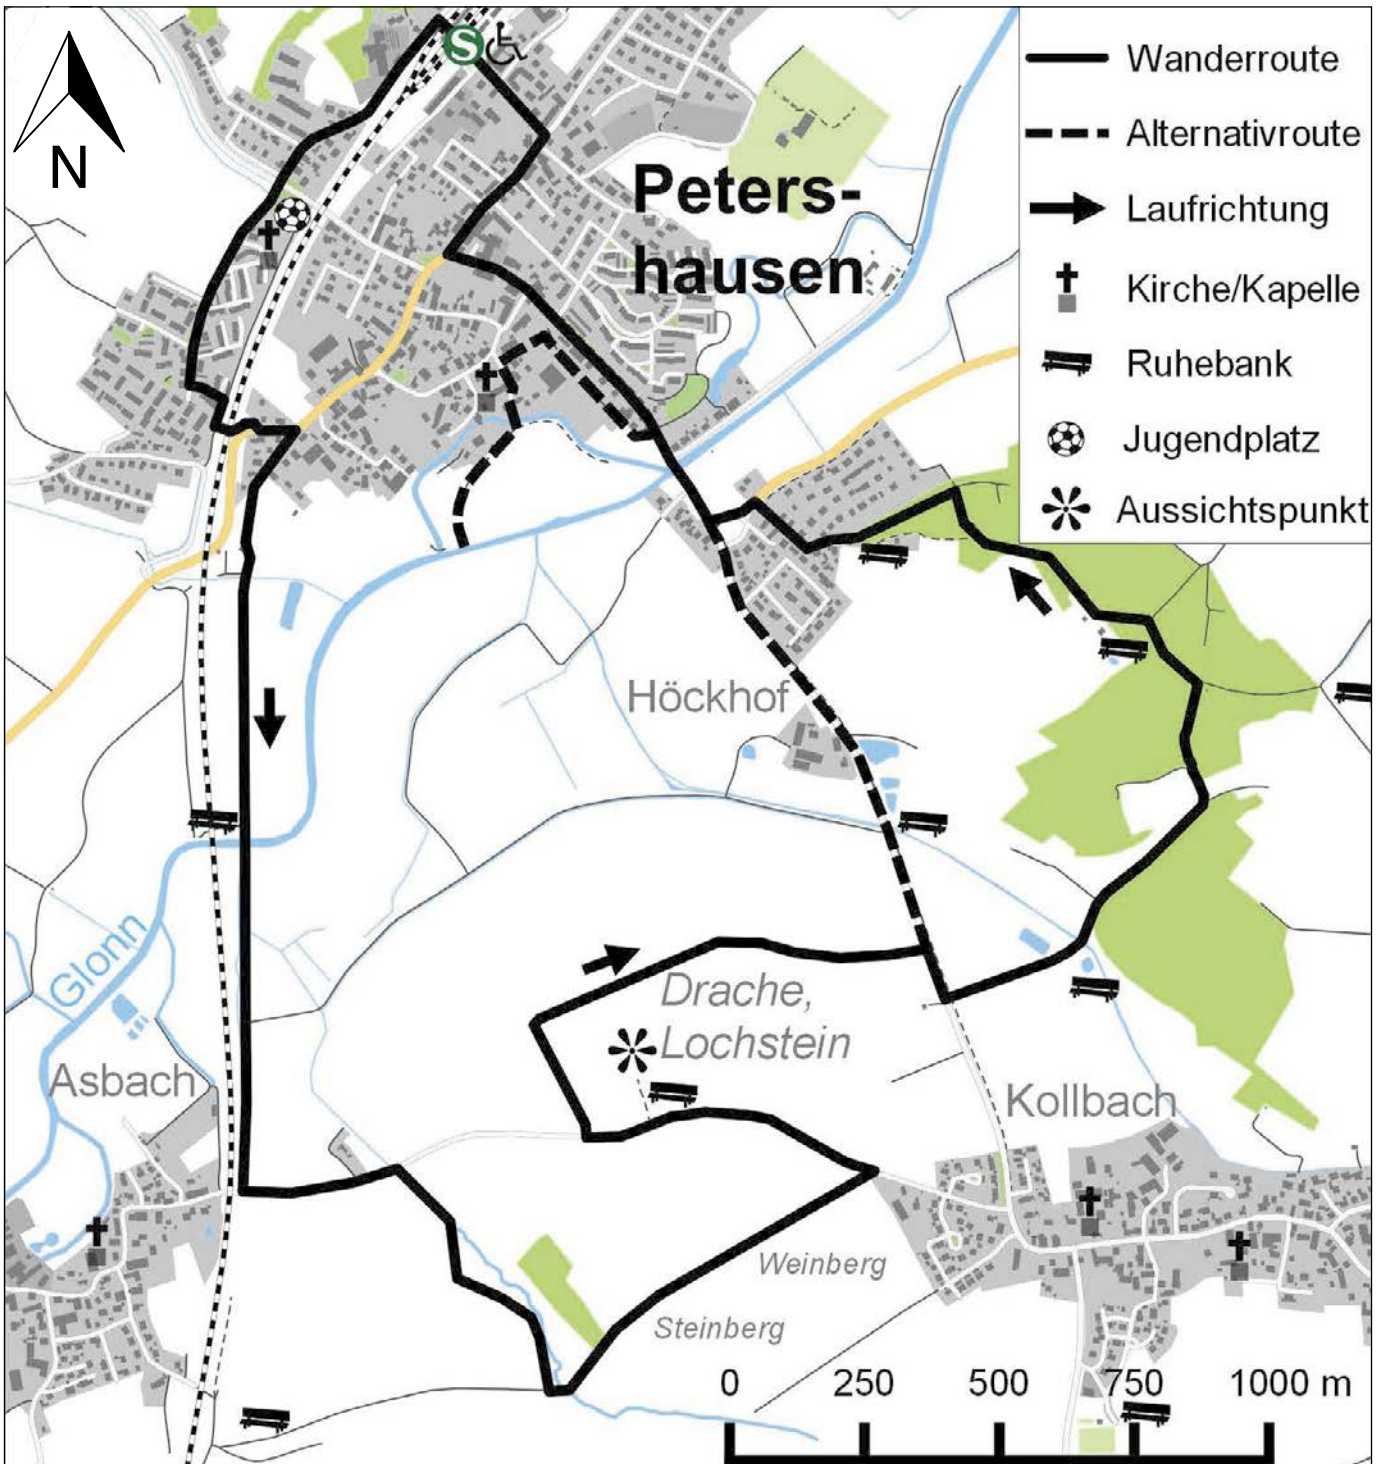 S
N
Peters-
hausen
Wanderroute
Alternativroute
Laufrichtung
Kirche/Kapelle
Ruhebank
Jugendplatz
Aussichtspunkt
Höckhof
Glonn
Drache,
Lochstein
Asbach
Kollbach
Weinberg
Steinberg
0 250 500 750 1000 m